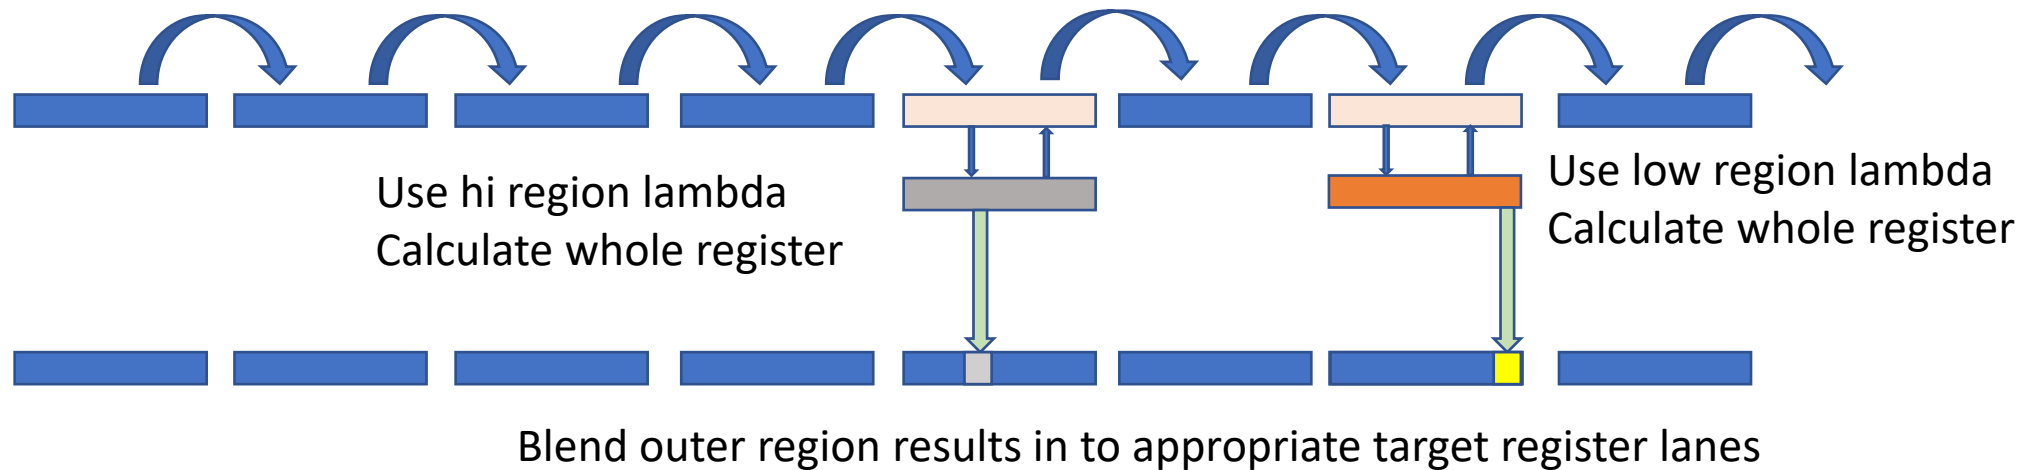 Use hi region lambda
Calculate whole register
Use low region lambda
Calculate whole register
Blend outer region results in to appropriate target register lanes